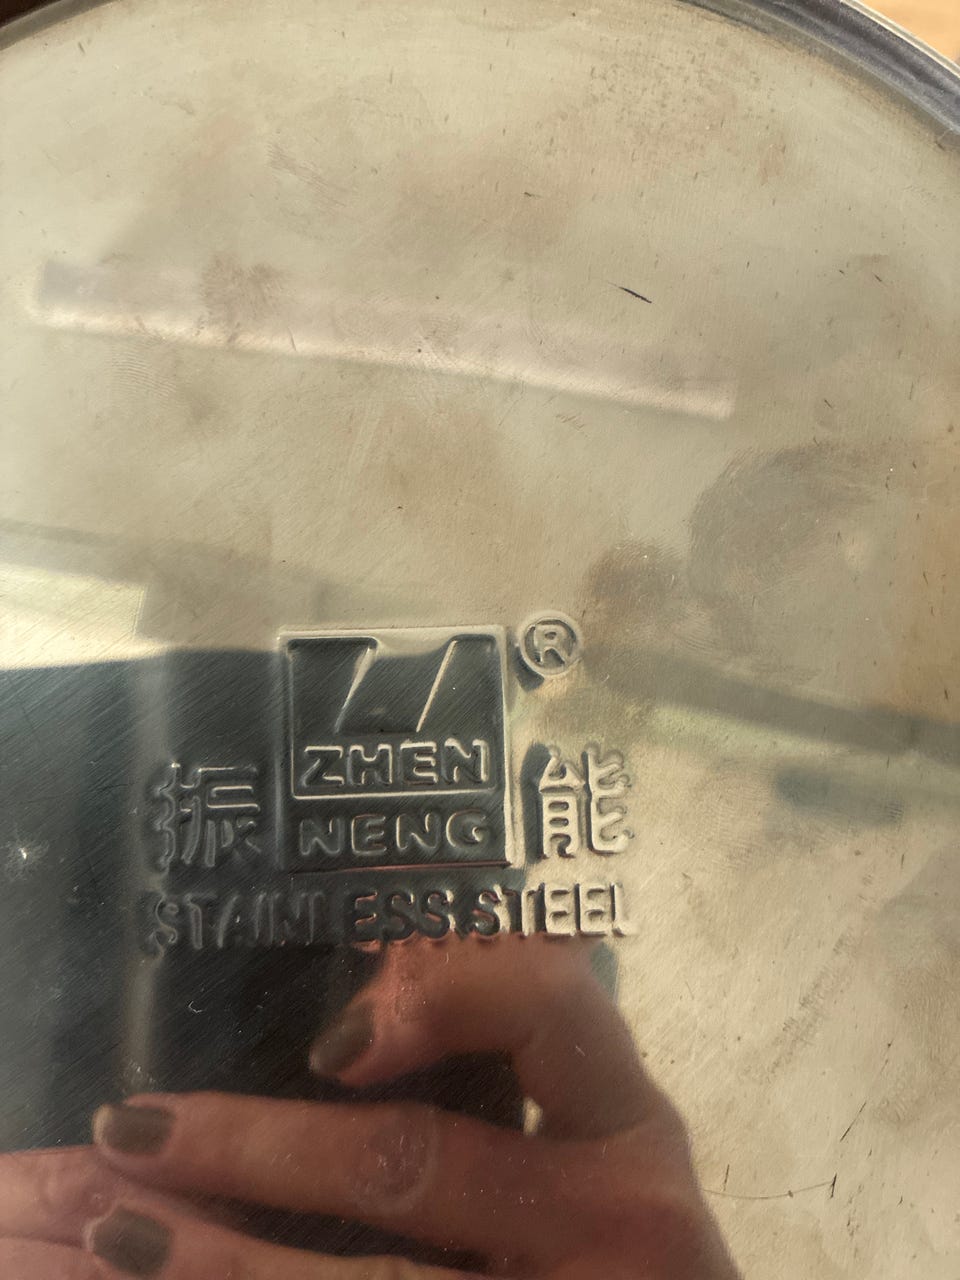 ®
ZHEN
振 NENG 能
STAINLESS STEEL